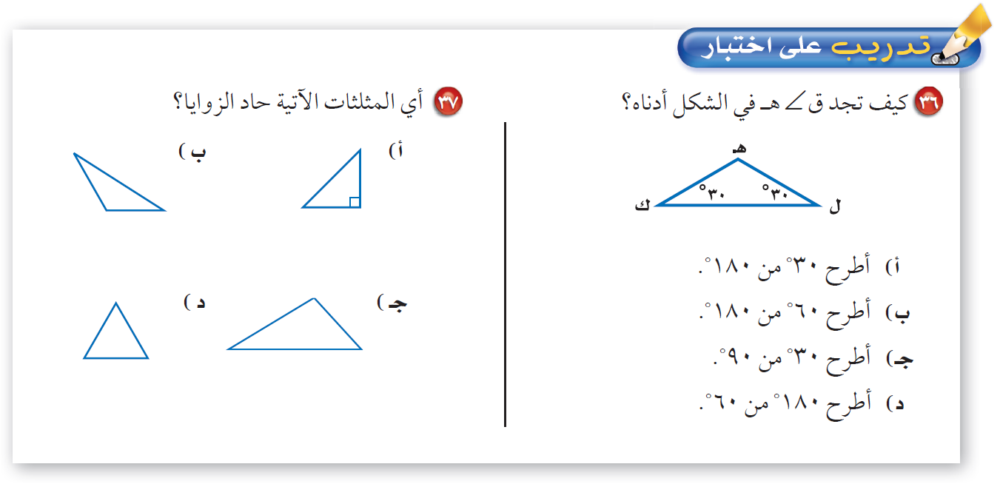 تدريب على اختبار
٣٦ كيف تجد ق∠ هـ في الشكل أدناه؟
هـ
٣٠° ٣٠°
ل ك
أ) أطرح ٣٠° من ١٨٠°.
ب) أطرح ٦٠° من ١٨٠°.
جـ) أطرح ٣٠° من ٩٠°.
د) أطرح ١٨٠° من ٦٠°.
٣٧ أي المثلثات الآتية حاد الزوايا؟
أ) ب)
جـ) د)